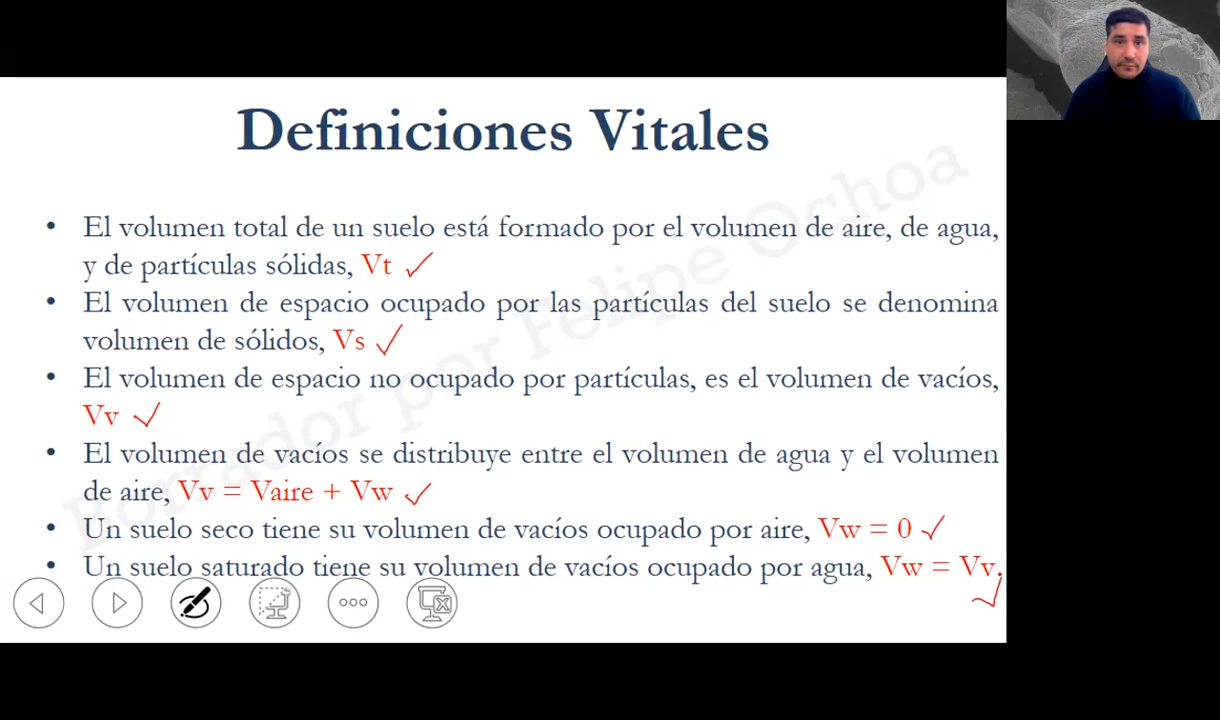 Definiciones Vitales
• El volumen total de un suelo está formado por el volumen de aire, de agua,
y de partículas sólidas, Vt ✓
• El volumen de espacio ocupado por las partículas del suelo se denomina
volumen de sólidos, Vs ✓
• El volumen de espacio no ocupado por partículas, es el volumen de vacíos,
Vv ✓
• El volumen de vacíos se distribuye entre el volumen de agua y el volumen
de aire, Vv = Vaire + Vw ✓
• Un suelo seco tiene su volumen de vacíos ocupado por aire, Vw = 0 ✓
• Un suelo saturado tiene su volumen de vacíos ocupado por agua, Vw = Vv. ✓
Borrador por Felipe Ochoa